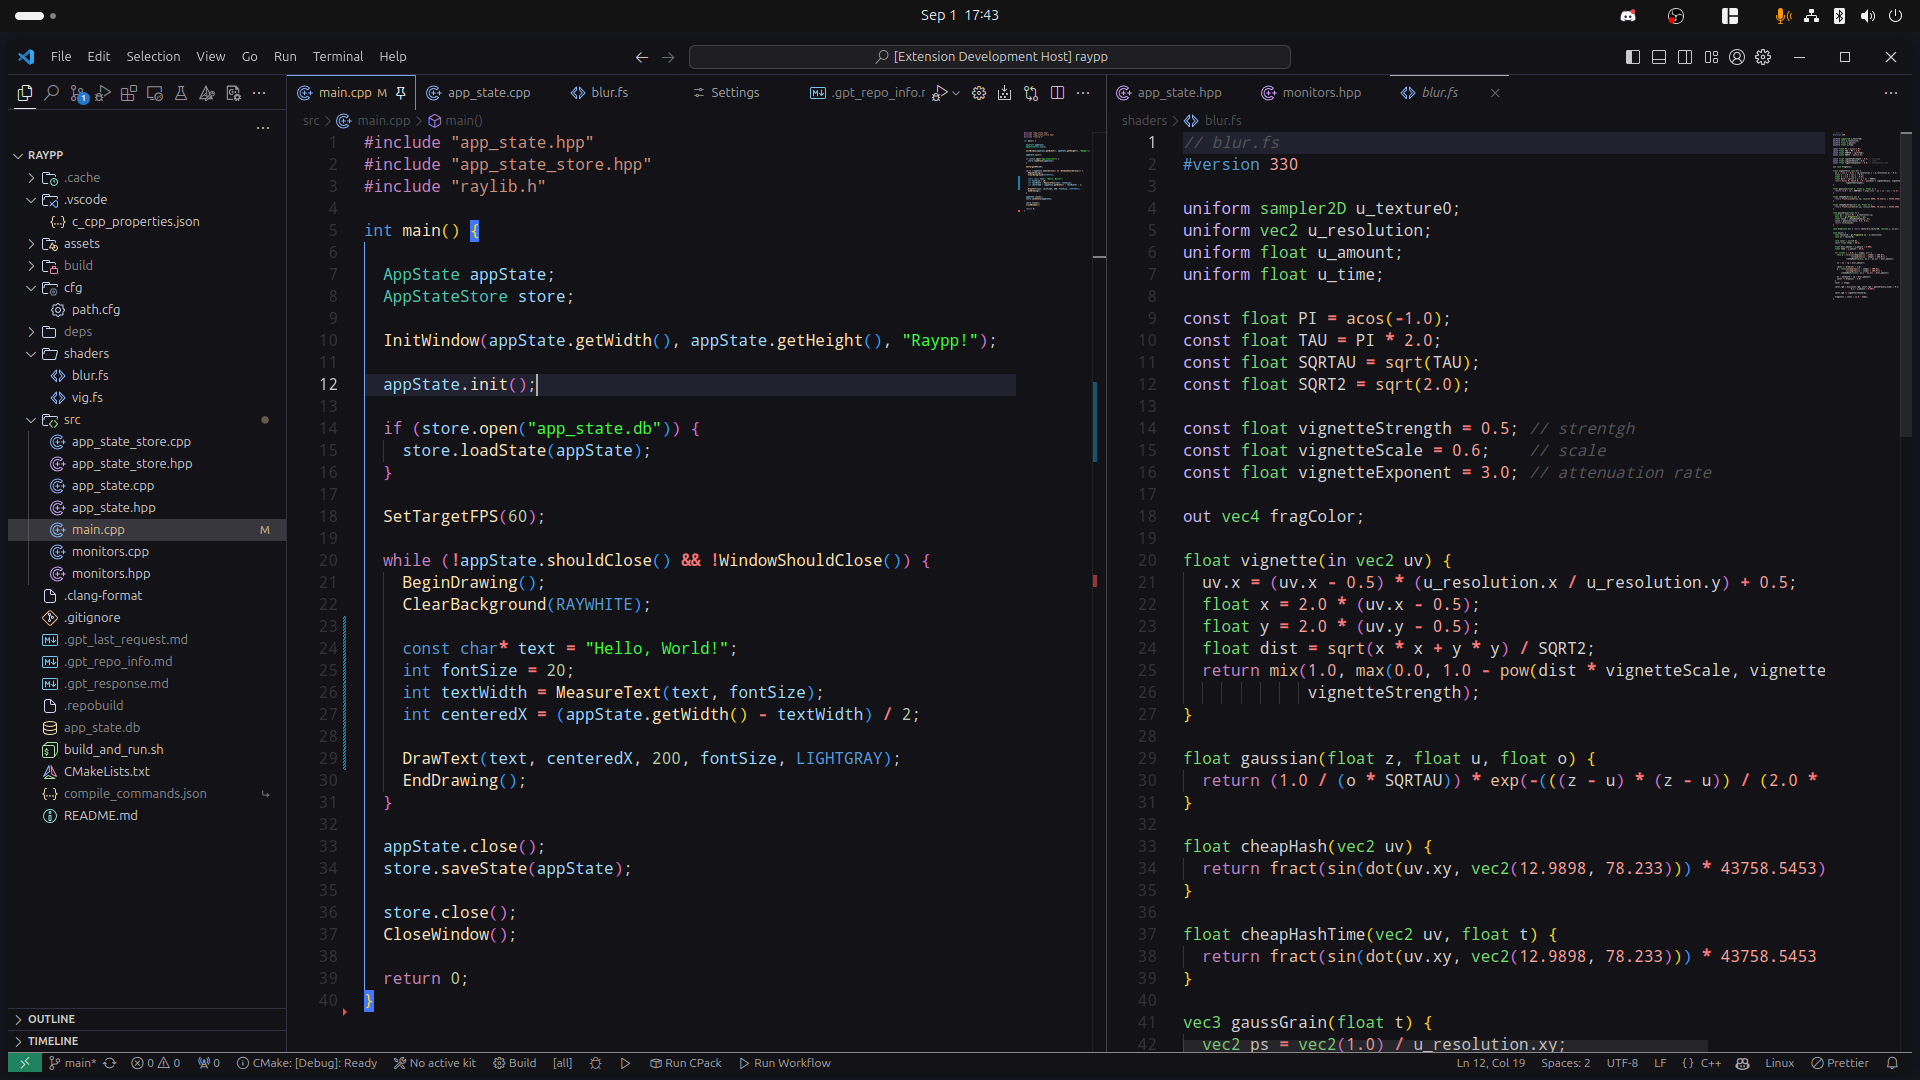 Sep 1 17:43
File Edit Selection View Go Run Terminal Help
[Extension Development Host] raypp
1
main.cpp M
app_state.cpp
blur.fs
Settings
.gpt_repo_info.r
app_state.hpp
monitors.hpp
blur.fs
RAYPP
.cache
.vscode
c_cpp_properties.json
assets
build
cfg
path.cfg
deps
shaders
blur.fs
vig.fs
src
app_state_store.cpp
app_state_store.hpp
app_state.cpp
app_state.hpp
main.cpp M
monitors.cpp
monitors.hpp
.clang-format
.gitignore
.gpt_last_request.md
.gpt_repo_info.md
.gpt_response.md
.repobuild
app_state.db
build_and_run.sh
CMakeLists.txt
compile_commands.json
README.md
OUTLINE
TIMELINE
src > main.cpp > main()
1 #include "app_state.hpp"
2 #include "app_state_store.hpp"
3 #include "raylib.h"
4
5 int main() {
6
7 AppState appState;
8 AppStateStore store;
9
10 InitWindow(appState.getWidth(), appState.getHeight(), "Raypp!");
11
12 appState.init();
13
14 if (store.open("app_state.db")) {
15 store.loadState(appState);
16 }
17
18 SetTargetFPS(60);
19
20 while (!appState.shouldClose() && !WindowShouldClose()) {
21 BeginDrawing();
22 ClearBackground(RAYWHITE);
23
24 const char* text = "Hello, World!";
25 int fontSize = 20;
26 int textWidth = MeasureText(text, fontSize);
27 int centeredX = (appState.getWidth() - textWidth) / 2;
28
29 DrawText(text, centeredX, 200, fontSize, LIGHTGRAY);
30 EndDrawing();
31 }
32
33 appState.close();
34 store.saveState(appState);
35
36 store.close();
37 CloseWindow();
38
39 return 0;
40 }
shaders > blur.fs
1 // blur.fs
2 #version 330
3
4 uniform sampler2D u_texture0;
5 uniform vec2 u_resolution;
6 uniform float u_amount;
7 uniform float u_time;
8
9 const float PI = acos(-1.0);
10 const float TAU = PI * 2.0;
11 const float SQRTAU = sqrt(TAU);
12 const float SQRT2 = sqrt(2.0);
13
14 const float vignetteStrength = 0.5; // strentgh
15 const float vignetteScale = 0.6; // scale
16 const float vignetteExponent = 3.0; // attenuation rate
17
18 out vec4 fragColor;
19
20 float vignette(in vec2 uv) {
21 uv.x = (uv.x - 0.5) * (u_resolution.x / u_resolution.y) + 0.5;
22 float x = 2.0 * (uv.x - 0.5);
23 float y = 2.0 * (uv.y - 0.5);
24 float dist = sqrt(x * x + y * y) / SQRT2;
25 return mix(1.0, max(0.0, 1.0 - pow(dist * vignetteScale, vignette
26 vignetteStrength);
27 }
28
29 float gaussian(float z, float u, float o) {
30 return (1.0 / (o * SQRTAU)) * exp(-(((z - u) * (z - u)) / (2.0 *
31 }
32
33 float cheapHash(vec2 uv) {
34 return fract(sin(dot(uv.xy, vec2(12.9898, 78.233))) * 43758.5453)
35 }
36
37 float cheapHashTime(vec2 uv, float t) {
38 return fract(sin(dot(uv.xy, vec2(12.9898, 78.233))) * 43758.5453
39 }
40
41 vec3 gaussGrain(float t) {
42 vec2 ps = vec2(1.0) / u_resolution.xy;
main* 0 0 0 CMake: [Debug]: Ready No active kit Build [all] Run CPack Run Workflow
Ln 12, Col 19 Spaces: 2 UTF-8 LF {} C++ Linux Prettier